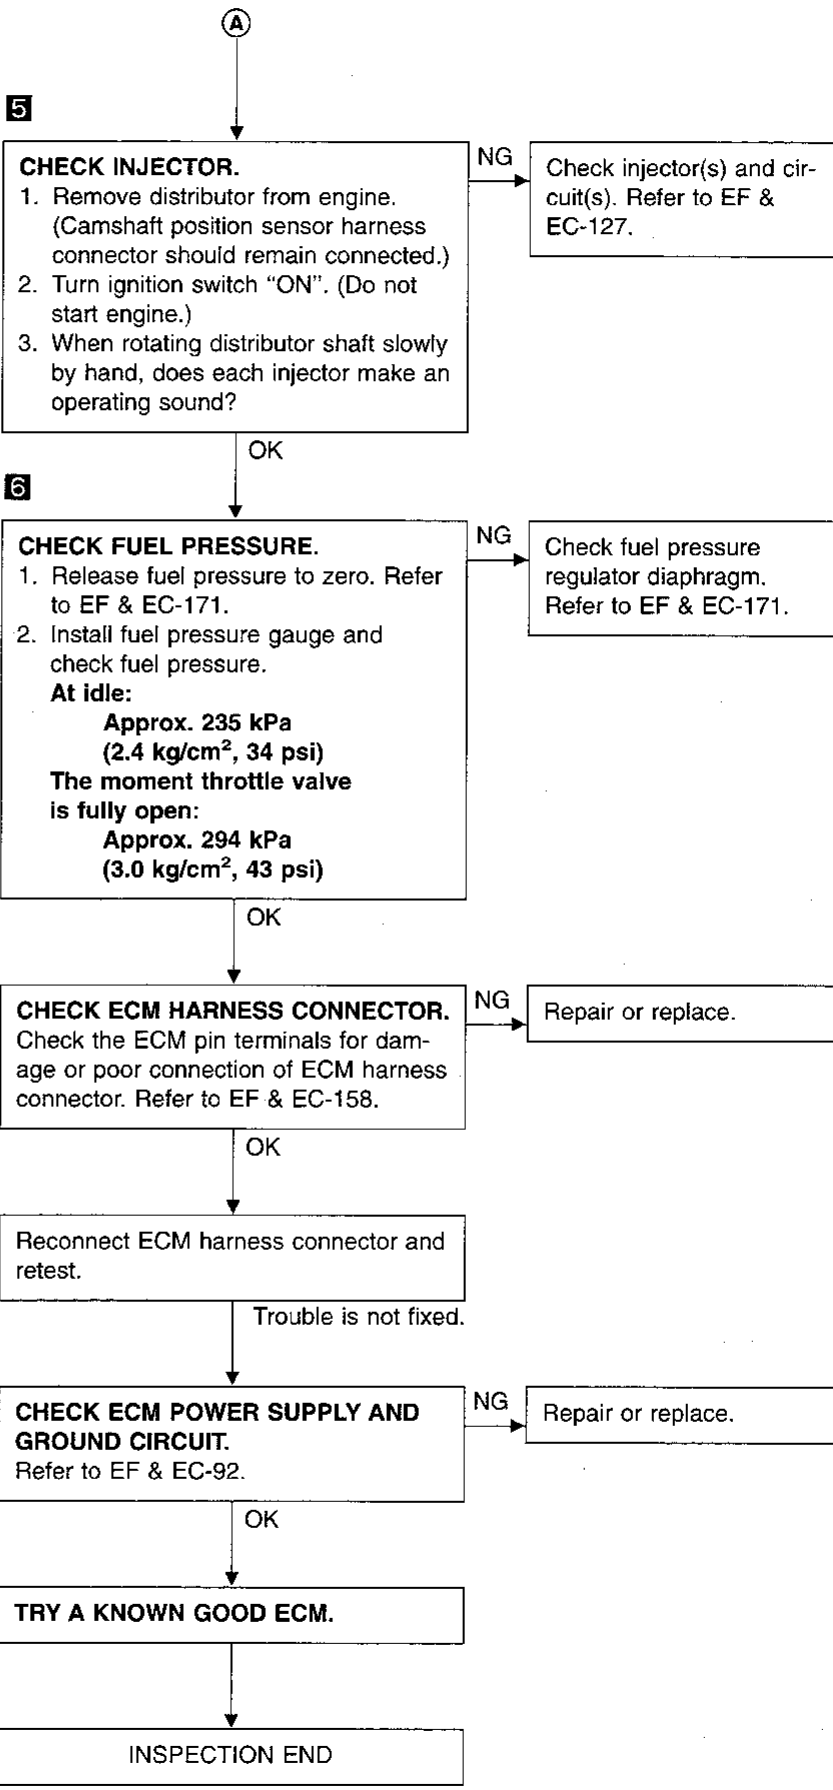 A
5
CHECK INJECTOR.
1. Remove distributor from engine.
(Camshaft position sensor harness
connector should remain connected.)
2. Turn ignition switch “ON”. (Do not
start engine.)
3. When rotating distributor shaft slowly
by hand, does each injector make an
operating sound?
NG
Check injector(s) and cir-
cuit(s). Refer to EF &
EC-127.
OK
6
CHECK FUEL PRESSURE.
1. Release fuel pressure to zero. Refer
to EF & EC-171.
2. Install fuel pressure gauge and
check fuel pressure.
At idle:
Approx. 235 kPa
(2.4 kg/cm², 34 psi)
The moment throttle valve
is fully open:
Approx. 294 kPa
(3.0 kg/cm², 43 psi)
NG
Check fuel pressure
regulator diaphragm.
Refer to EF & EC-171.
OK
CHECK ECM HARNESS CONNECTOR.
Check the ECM pin terminals for dam-
age or poor connection of ECM harness
connector. Refer to EF & EC-158.
NG
Repair or replace.
OK
Reconnect ECM harness connector and
retest.
Trouble is not fixed.
CHECK ECM POWER SUPPLY AND
GROUND CIRCUIT.
Refer to EF & EC-92.
NG
Repair or replace.
OK
TRY A KNOWN GOOD ECM.
INSPECTION END